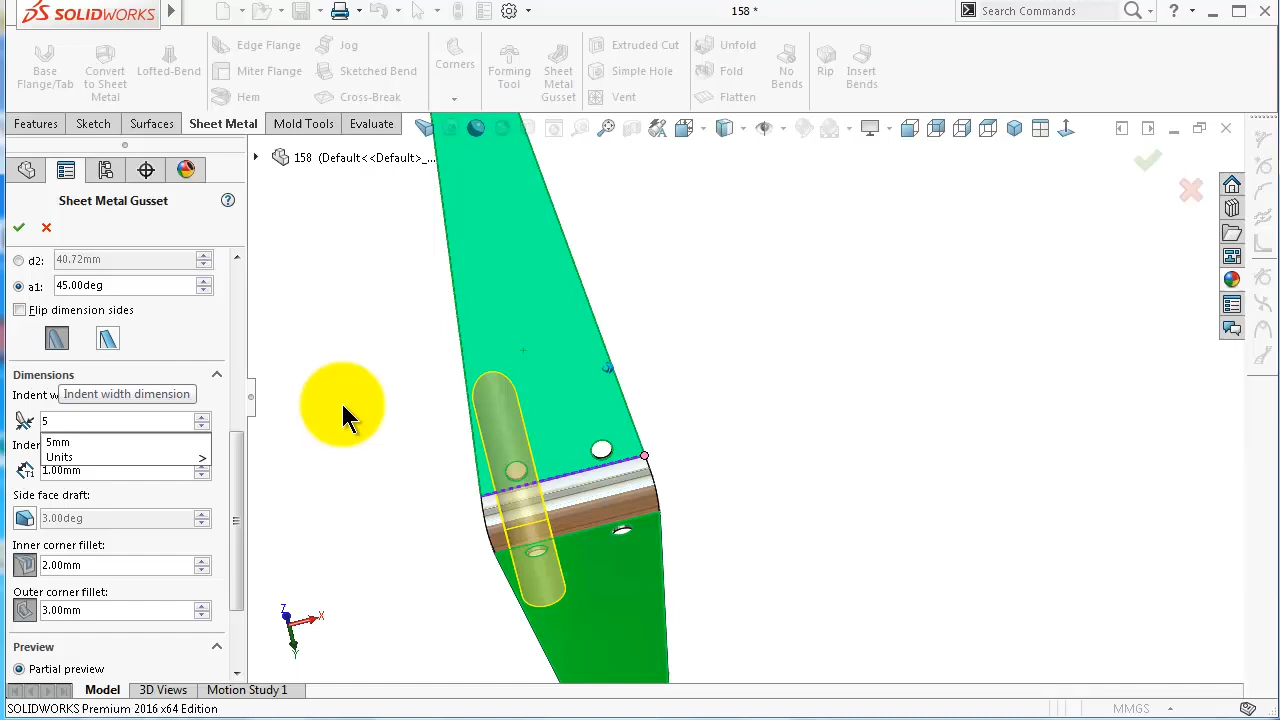 SOLIDWORKS
158 *
Search Commands
?
Base Flange/Tab
Convert to Sheet Metal
Lofted-Bend
Edge Flange
Miter Flange
Hem
Jog
Sketched Bend
Cross-Break
Corners
Forming Tool
Sheet Metal Gusset
Extruded Cut
Simple Hole
Vent
Unfold
Fold
Flatten
No Bends
Rip
Insert Bends
Features
Sketch
Surfaces
Sheet Metal
Mold Tools
Evaluate
158 (Default<<Default>_...
Sheet Metal Gusset
?
d2:
40.72mm
a1:
45.00deg
Flip dimension sides
Dimensions
Indent w
Indent width dimension
5
5mm
Units >
Inder
1.00mm
Side face draft:
3.00deg
Inner corner fillet:
2.00mm
Outer corner fillet:
3.00mm
Preview
Partial preview
Z
X
Y
Model
3D Views
Motion Study 1
SOLIDWORKS Premium 2016 x64 Edition
MMGS